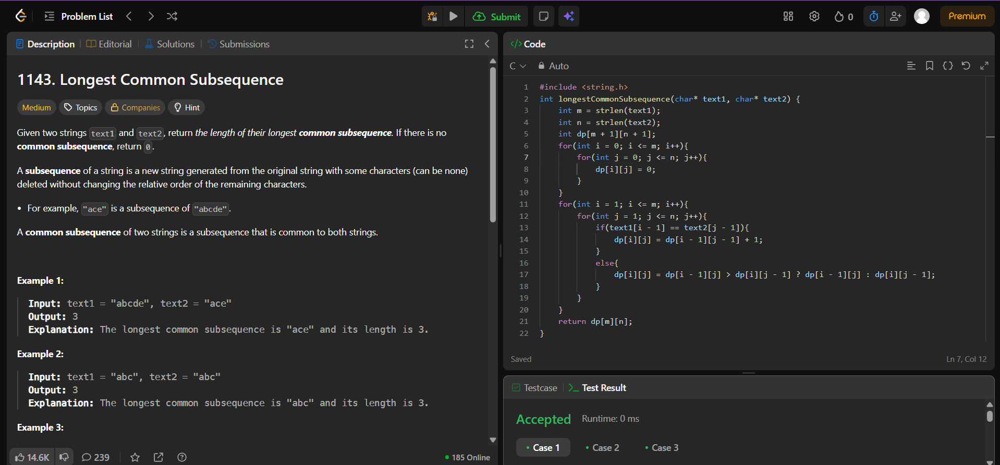 Problem List
Submit
0
Premium
Description
Editorial
Solutions
Submissions
1143. Longest Common Subsequence
Medium
Topics
Companies
Hint
Given two strings text1 and text2, return the length of their longest common subsequence. If there is no
common subsequence, return 0.
A subsequence of a string is a new string generated from the original string with some characters (can be none)
deleted without changing the relative order of the remaining characters.
• For example, "ace" is a subsequence of "abcde".
A common subsequence of two strings is a subsequence that is common to both strings.
Example 1:
Input: text1 = "abcde", text2 = "ace"
Output: 3
Explanation: The longest common subsequence is "ace" and its length is 3.
Example 2:
Input: text1 = "abc", text2 = "abc"
Output: 3
Explanation: The longest common subsequence is "abc" and its length is 3.
Example 3:
14.6K
239
185 Online
</> Code
C
Auto
1 #include <string.h>
2 int longestCommonSubsequence(char* text1, char* text2) {
3     int m = strlen(text1);
4     int n = strlen(text2);
5     int dp[m + 1][n + 1];
6     for(int i = 0; i <= m; i++){
7         for(int j = 0; j <= n; j++){
8             dp[i][j] = 0;
9         }
10     }
11     for(int i = 1; i <= m; i++){
12         for(int j = 1; j <= n; j++){
13             if(text1[i - 1] == text2[j - 1]){
14                 dp[i][j] = dp[i - 1][j - 1] + 1;
15             }
16             else{
17                 dp[i][j] = dp[i - 1][j] > dp[i][j - 1] ? dp[i - 1][j] : dp[i][j - 1];
18             }
19         }
20     }
21     return dp[m][n];
22 }
Saved
Ln 7, Col 12
Testcase
Test Result
Accepted
Runtime: 0 ms
• Case 1
• Case 2
• Case 3